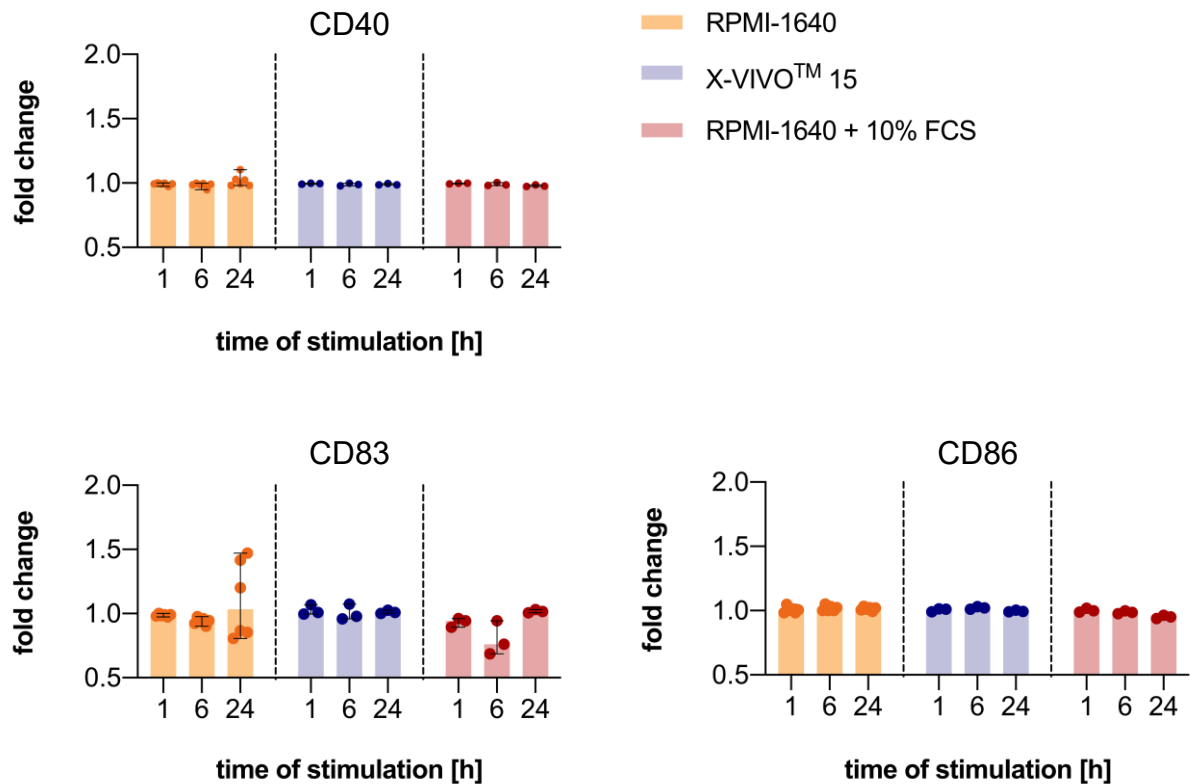 CD40
RPMI-1640
X-VIVO™ 15
RPMI-1640 + 10% FCS
fold change
2.0
1.5
1.0
0.5
1 6 24 1 6 24 1 6 24
time of stimulation [h]
CD83
fold change
2.0
1.5
1.0
0.5
1 6 24 1 6 24 1 6 24
time of stimulation [h]
CD86
fold change
2.0
1.5
1.0
0.5
1 6 24 1 6 24 1 6 24
time of stimulation [h]